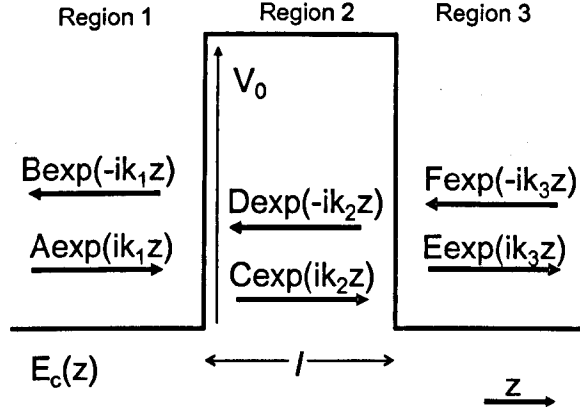 Region 1 Region 2 Region 3
V₀
Bexp(-ik₁z)
Aexp(ik₁z)
Dexp(-ik₂z)
Cexp(ik₂z)
Fexp(-ik₃z)
Eexp(ik₃z)
l
E_c(z)
z